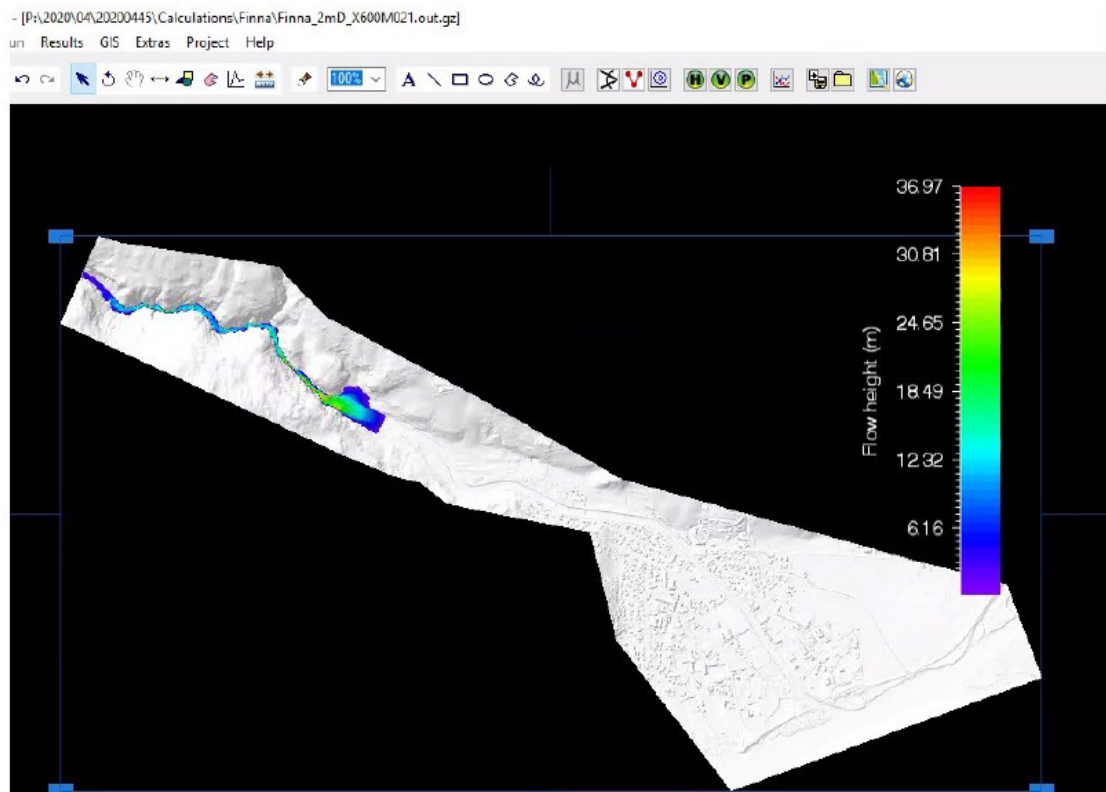 - [P:\2020\04\20200445\Calculations\Finna\Finna_2mD_X600M021.out.gz]
un Results GIS Extras Project Help
100% A μ H V P
36.97
30.81
24.65
18.49
12.32
6.16
Flow height (m)